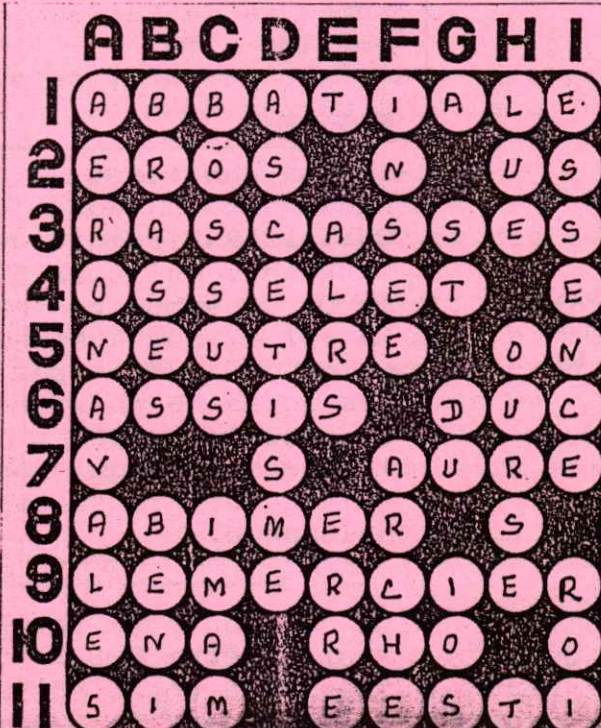 A B C D E F G H I
1 A B B A T I A L E
2 E R O S N U S
3 R A S C A S S E S
4 O S S E L E T E
5 N E U T R E O N
6 A S S I S D U C
7 V S A U R E
8 A B I M E R S
9 L E M E R C I E R
10 E N A R H O O
11 S I M E E S T I